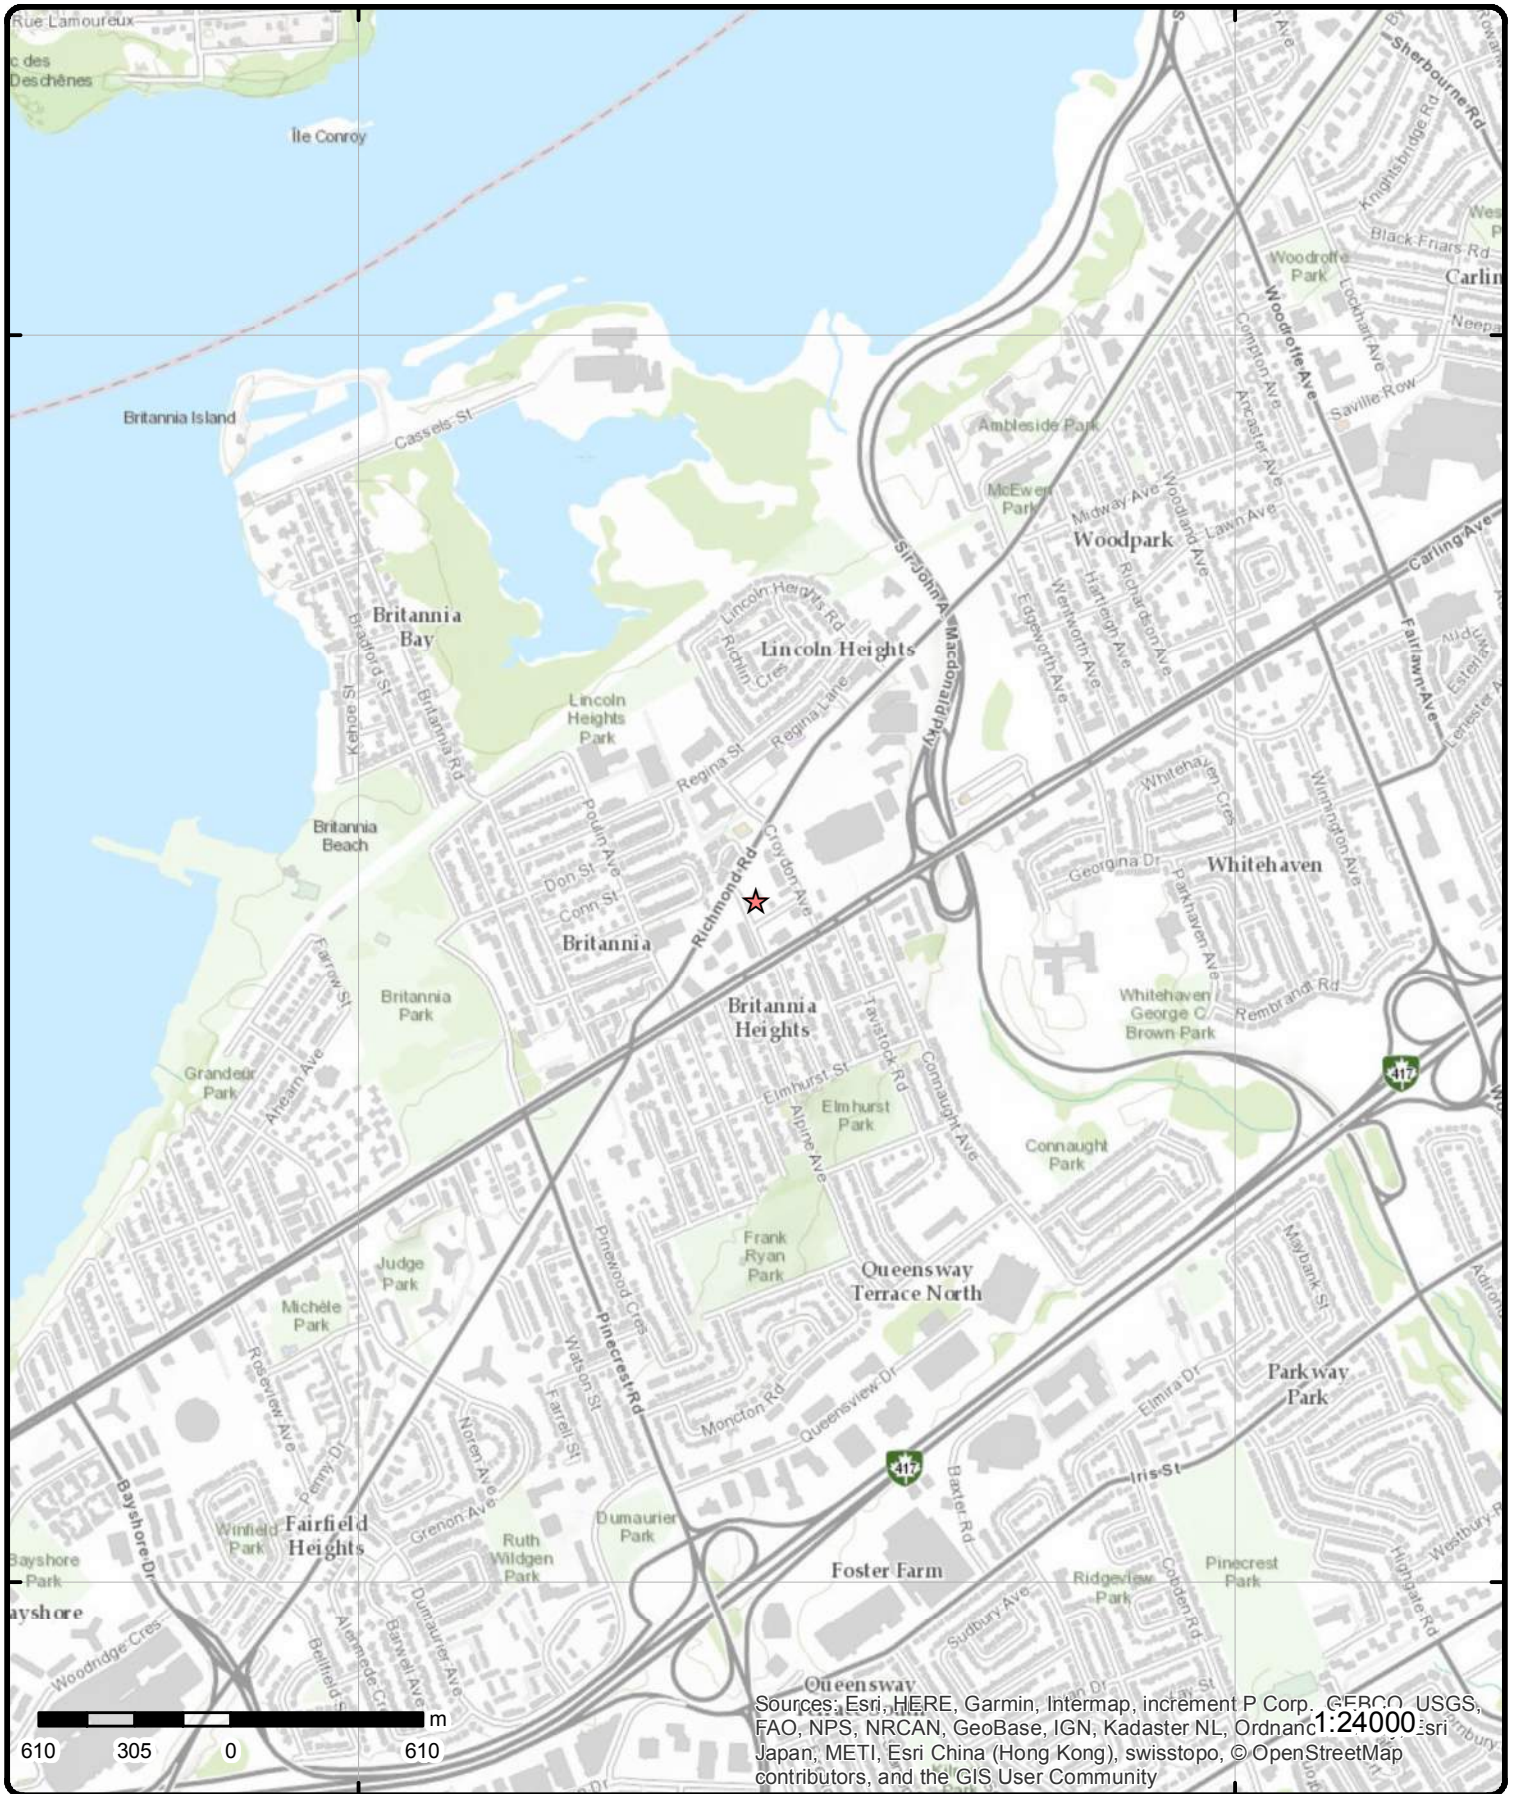 Rue Lamoureux
c des
Deschênes
Île Conroy
Sherbourne Rd
Knightsbridge Rd
Black Friars Rd
Woodroffe
Park
Carlin
Lockhart Ave
Neepa
Woodroffe Ave
Compton Ave
Ancaster Ave
Saville Row
Britannia Island
Cassels St
Ambleside Park
McEwen
Park
Midway Ave
Woodland Ave
Lawn Ave
Woodpark
Carling Ave
Sir John A Macdonald Pky
Lincoln Heights Rd
Richlin Cres
Lincoln Heights
Regina Lane
Edgeworth Ave
Wentworth Ave
Hartleigh Ave
Richardson Ave
Fairlawn Ave
Britannia
Bay
Bradford St
Kehoe St
Britannia Rd
Lincoln
Heights
Park
Regina St
Whitehaven Cres
Winnington Ave
Poulin Ave
Britannia
Beach
Don St
Conn St
Croydon Ave
Richmond Rd
Georgina Dr
Whitehaven
Parkhaven Ave
Britannia
Farrow St
Britannia
Park
Britannia
Heights
Tavistock Rd
Whitehaven
George C
Brown Park
Rembrandt Rd
417
Grandeur
Park
Ahearn Ave
Elmhurst St
Elmhurst
Park
Alpine Ave
Connaught Ave
Connaught
Park
Judge
Park
Michèle
Park
Pinewood Cres
Frank
Ryan
Park
Queensway
Terrace North
Maybank St
Roseview Ave
Watson St
Pinecrest Rd
Farrell St
Moncton Rd
Queensview Dr
Elmira Dr
Parkway
Park
Penny Dr
Noren Ave
417
Baxter Rd
Iris St
Bayshore Dr
Winfield
Park
Fairfield
Heights
Grenon Ave
Ruth
Wildgen
Park
Dumaurier
Park
Foster Farm
Ridgeview
Park
Cobden Rd
Pinecrest
Park
Highgate Rd
Westbury R
Bayshore
Park
ayshore
Woodridge Cres
Bellfield S
Alenmede Cr
Barwell Ave
Dumaurier Ave
Sudbury Ave
Queensway
m
610 305 0 610
Sources: Esri, HERE, Garmin, Intermap, increment P Corp., GEBCO, USGS,
FAO, NPS, NRCAN, GeoBase, IGN, Kadaster NL, Ordnanc
1:24000
Esri
Japan, METI, Esri China (Hong Kong), swisstopo, © OpenStreetMap
contributors, and the GIS User Community